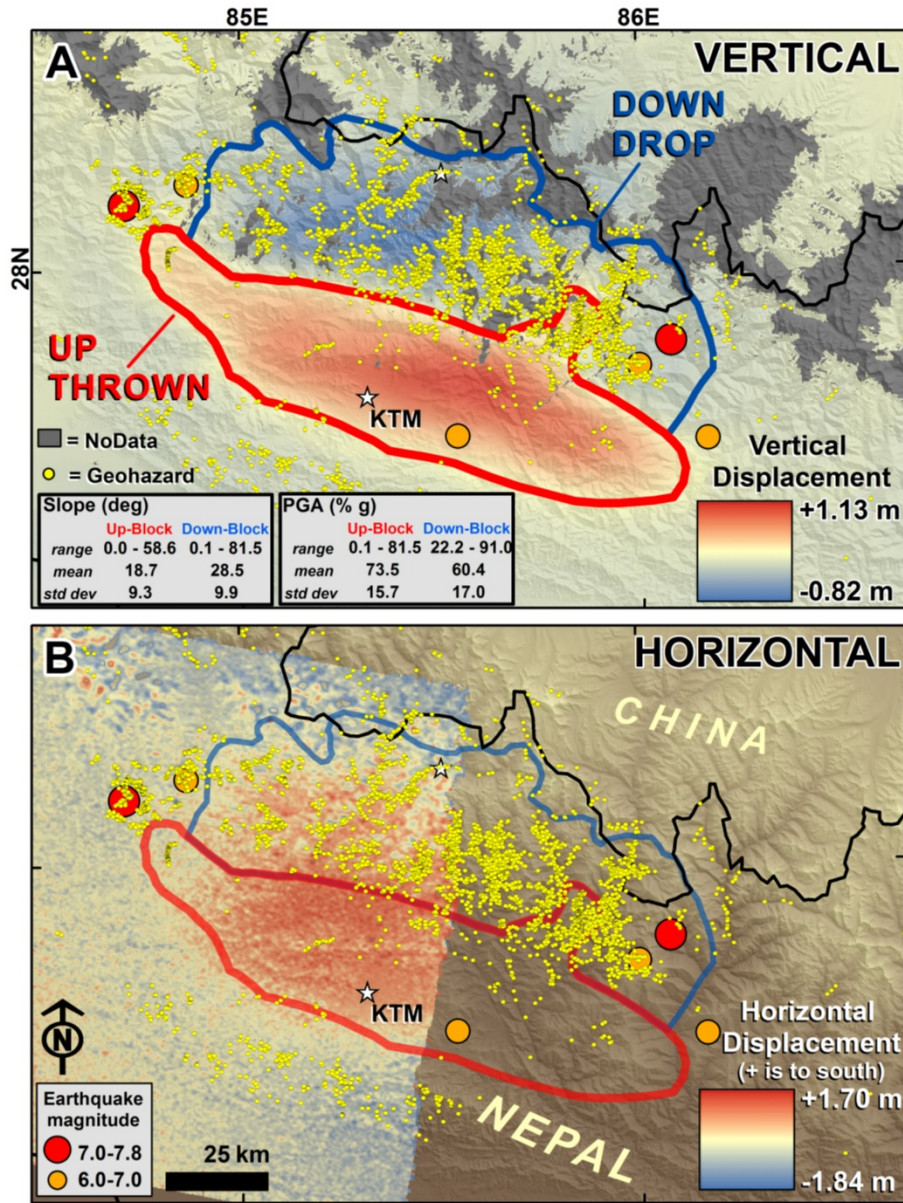 85E 86E
A VERTICAL
DOWN
DROP
28N
UP
THROWN
KTM
= NoData
= Geohazard
Slope (deg)
Up-Block Down-Block
range 0.0 - 58.6 0.1 - 81.5
mean 18.7 28.5
std dev 9.3 9.9
PGA (% g)
Up-Block Down-Block
range 0.1 - 81.5 22.2 - 91.0
mean 73.5 60.4
std dev 15.7 17.0
Vertical
Displacement
+1.13 m
-0.82 m
B HORIZONTAL
CHINA
KTM
N
NEPAL
Earthquake
magnitude
7.0-7.8
6.0-7.0
25 km
Horizontal
Displacement
(+ is to south)
+1.70 m
-1.84 m